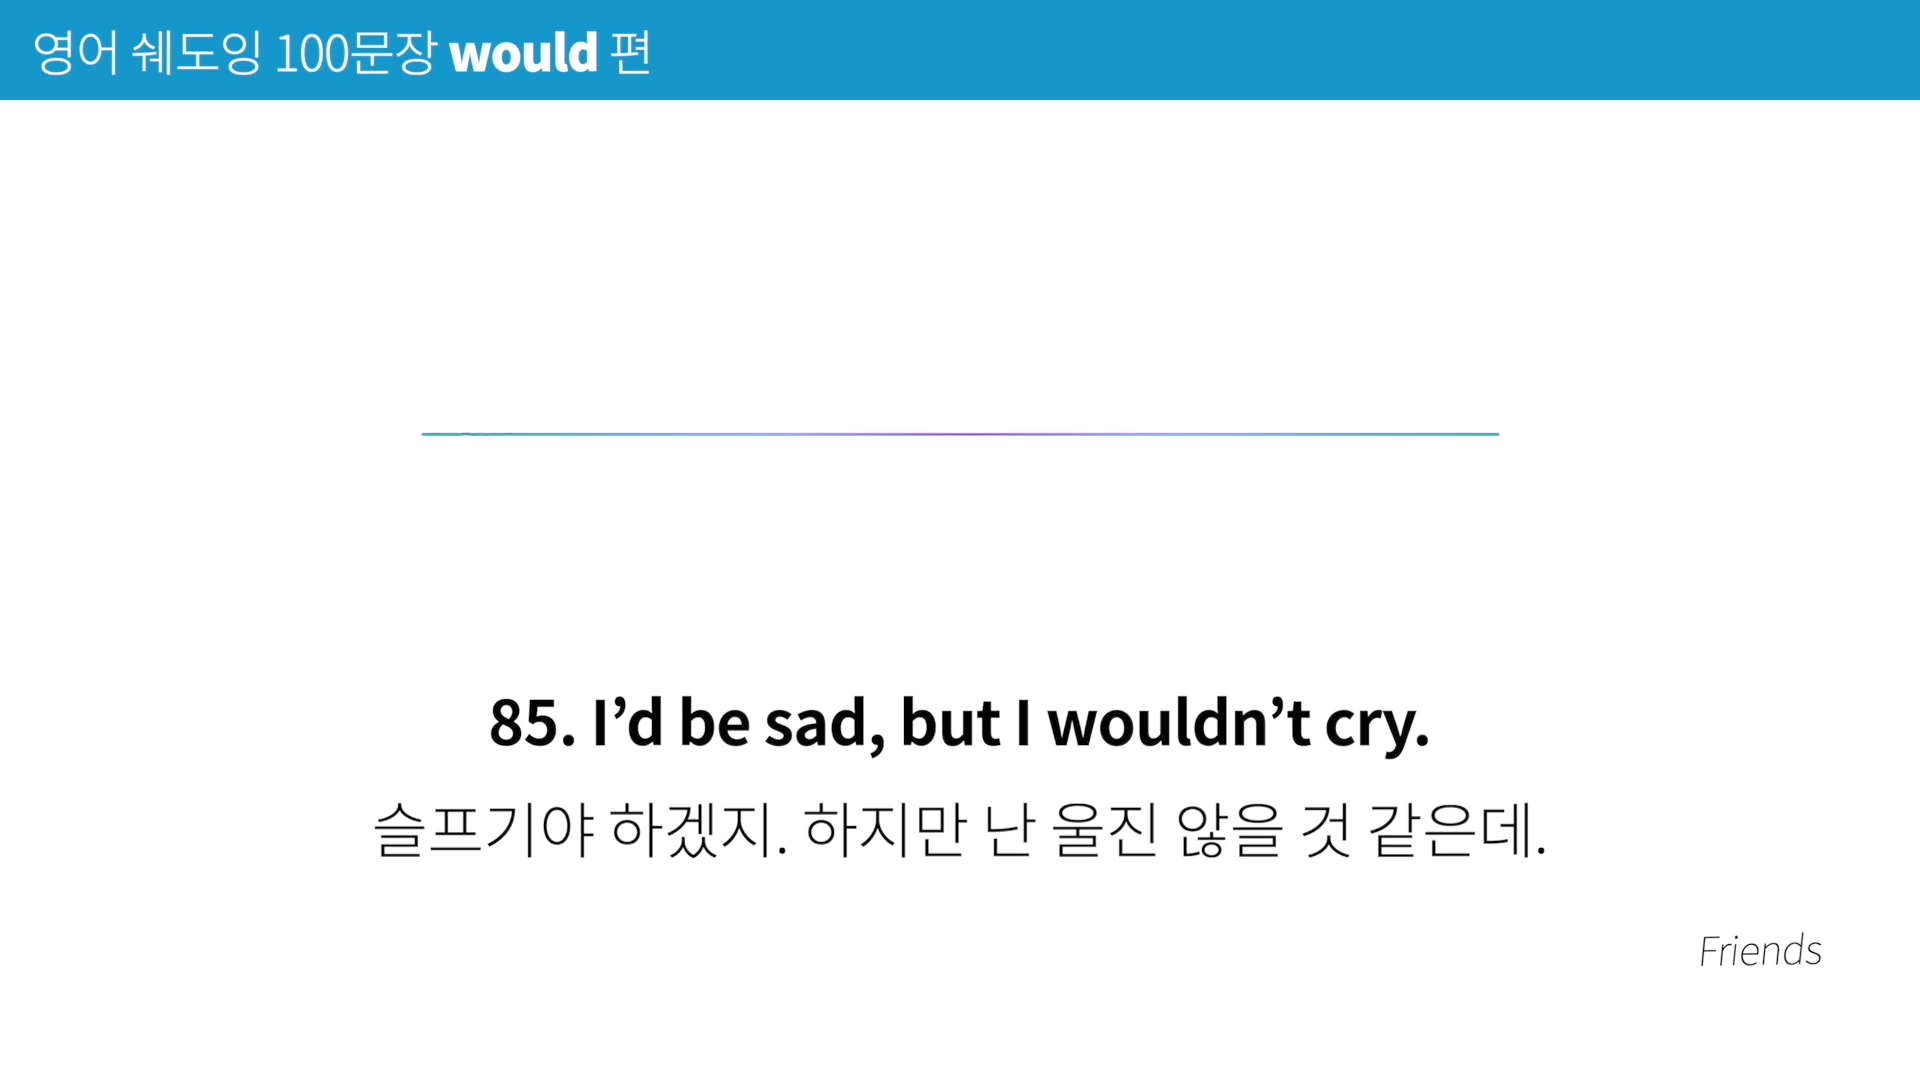 영어 쉐도잉 100문장 would 편
85. I’d be sad, but I wouldn’t cry.
슬프기야 하겠지. 하지만 난 울진 않을 것 같은데.
Friends